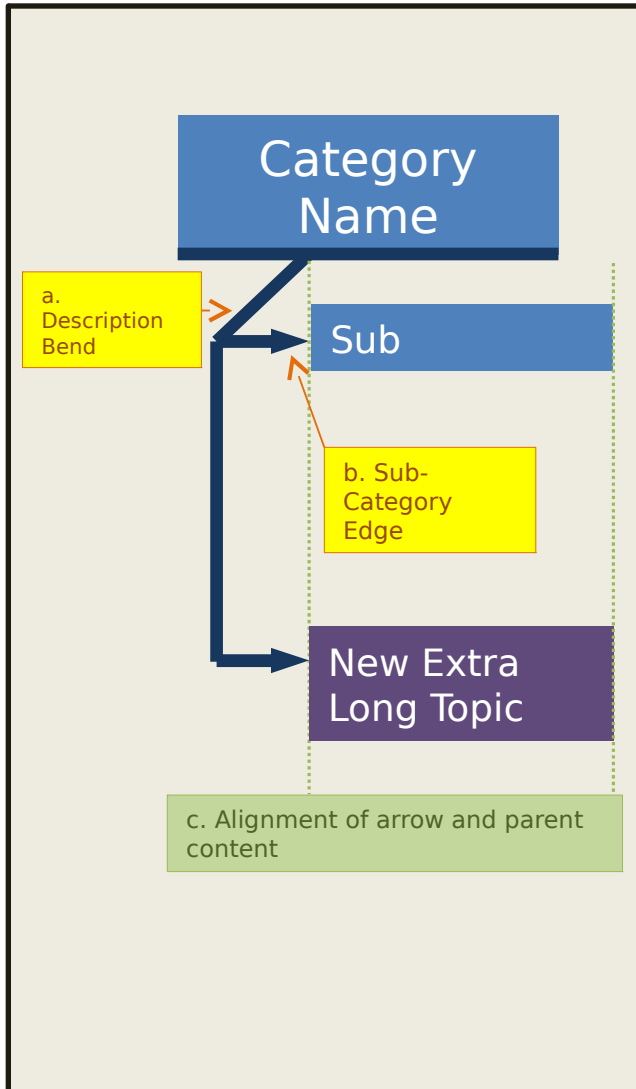 Category
Name
a.
Description
Bend
Sub
b. Sub-
Category
Edge
New Extra
Long Topic
c. Alignment of arrow and parent
content